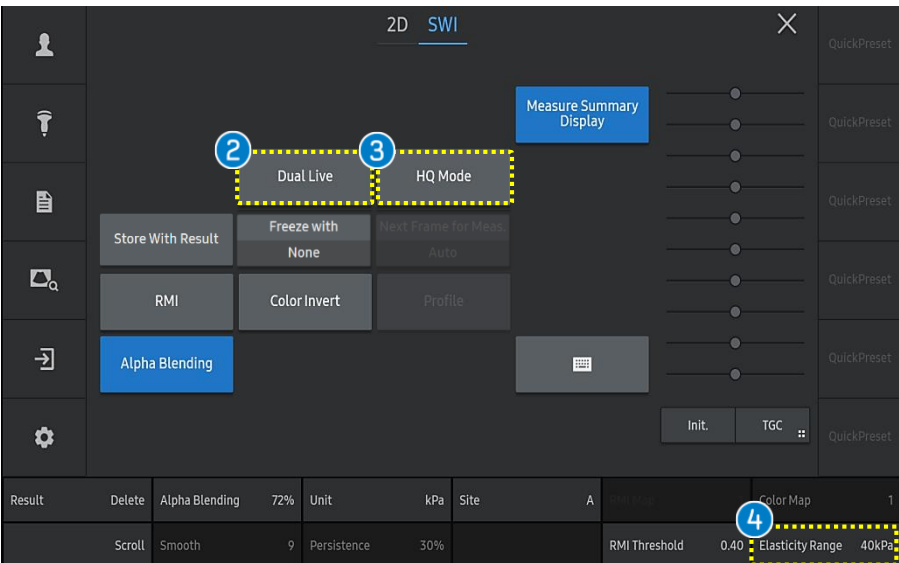 2D SWI
QuickPreset
Measure Summary
Display
QuickPreset
2 3
Dual Live HQ Mode
QuickPreset
Store With Result
Freeze with
None
Next Frame for Meas.
Auto
RMI
Color Invert
Profile
QuickPreset
Alpha Blending
QuickPreset
Init. TGC
QuickPreset
Result Delete Alpha Blending 72% Unit kPa Site A RMI Map Color Map 1
4
Scroll Smooth 9 Persistence 30% RMI Threshold 0.40 Elasticity Range 40kPa